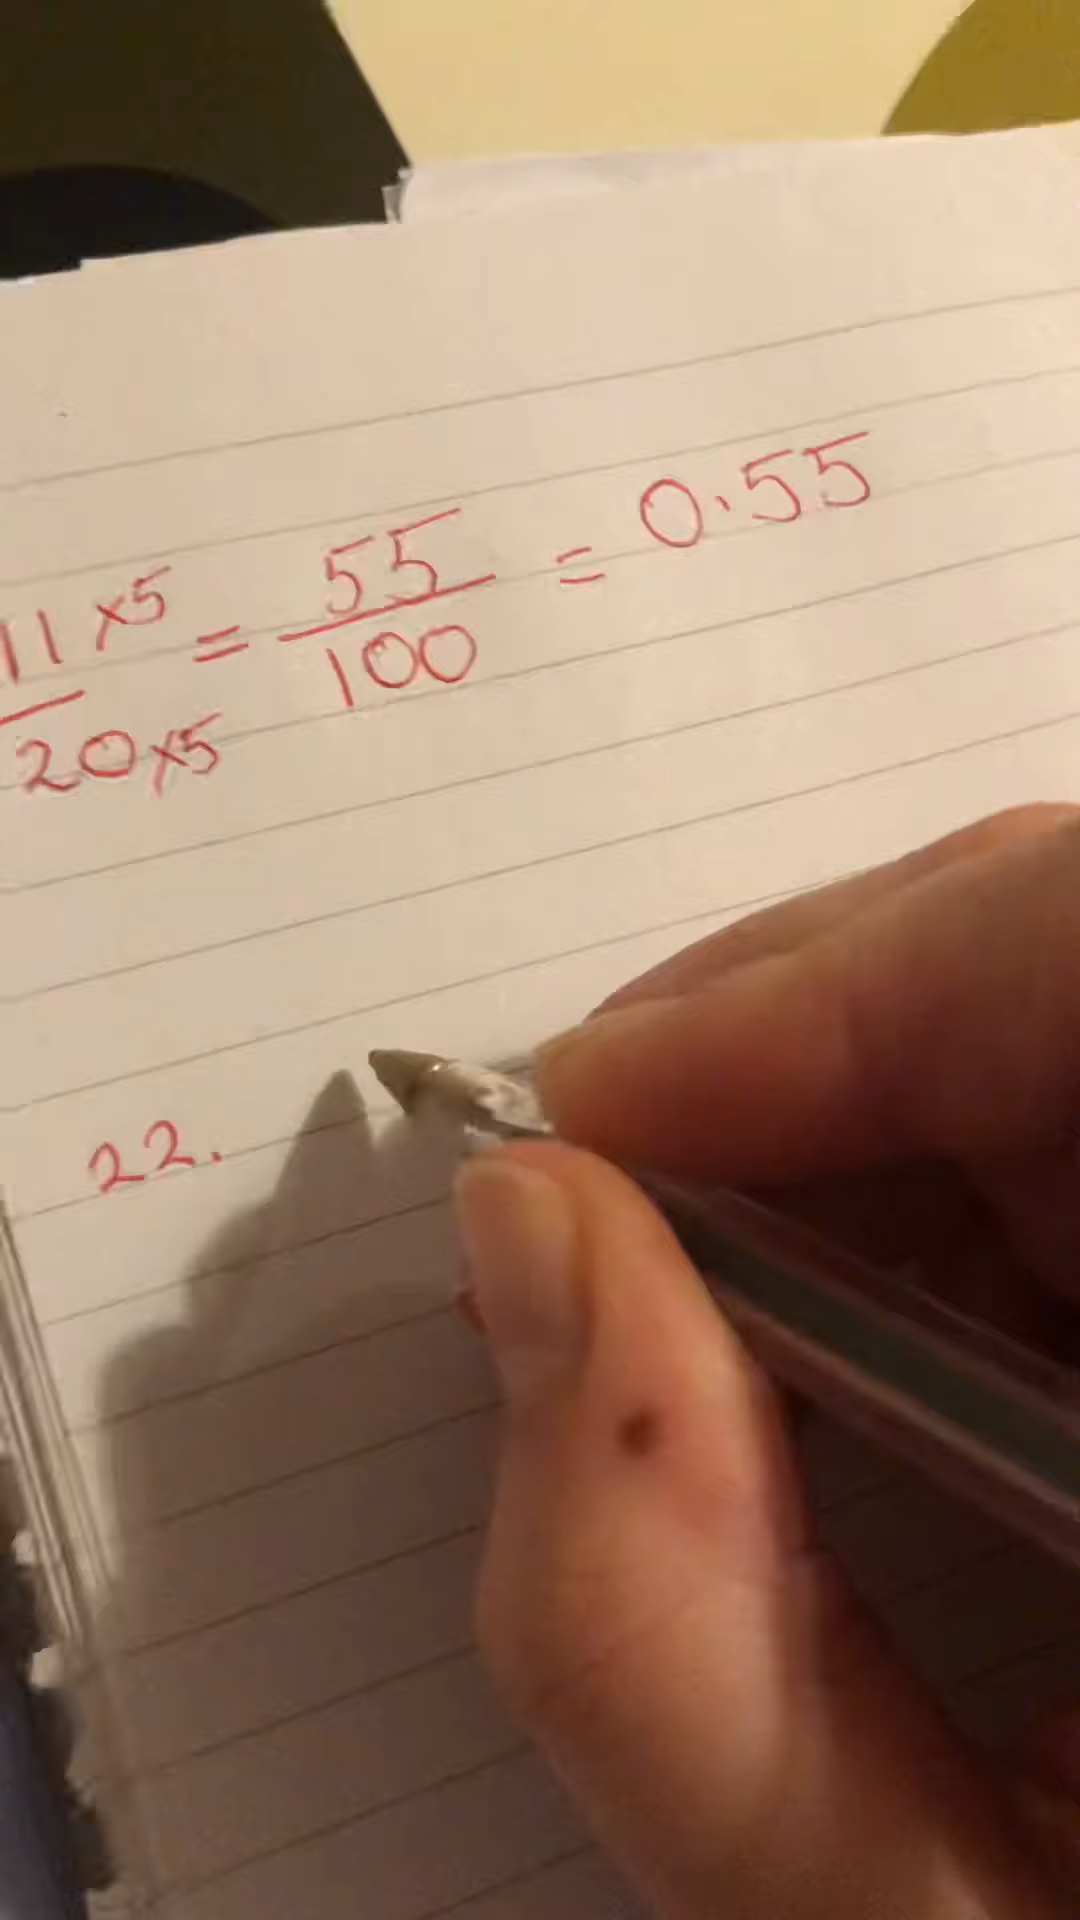 11 ×5 = 55 = 0.55
20 ×5 100
22.